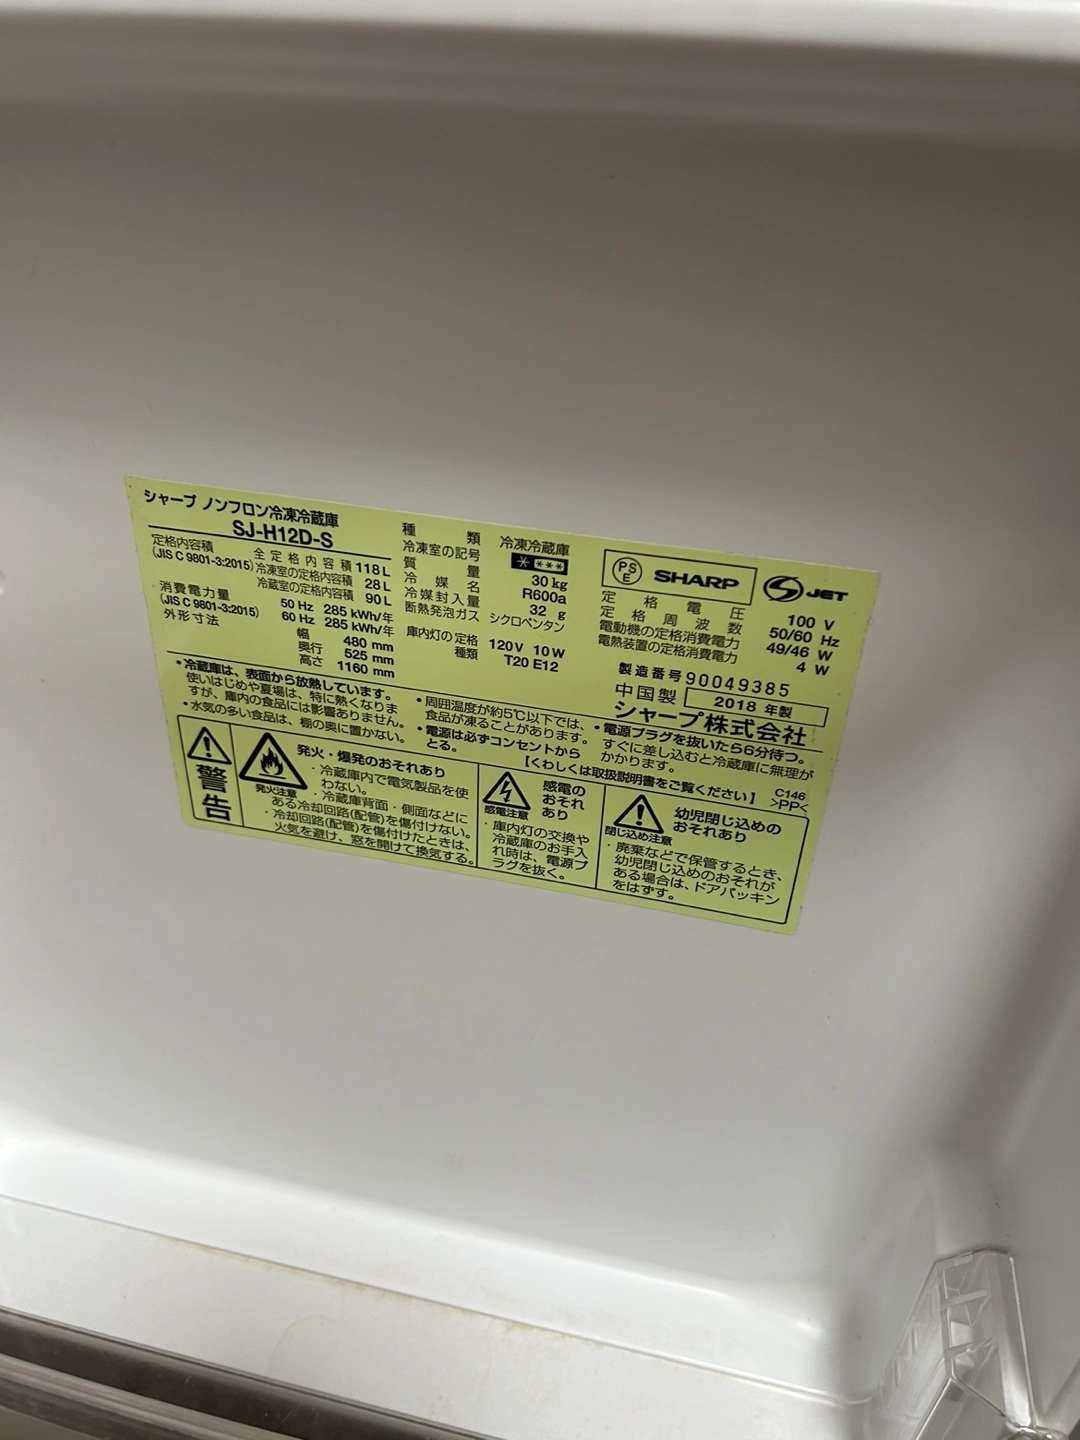 シャープ ノンフロン冷凍冷蔵庫
SJ-H12D-S
定格内容積
(JIS C 9801-3:2015)
全定格内容積 118 L
冷凍室の定格内容積 28 L
冷蔵室の定格内容積 90 L
消費電力量
(JIS C 9801-3:2015)
50 Hz 285 kWh/年
60 Hz 285 kWh/年
外形寸法
幅 480 mm
奥行 525 mm
高さ 1160 mm
種類 冷凍冷蔵庫
冷凍室の記号 * ***
質量 30 kg
冷媒名 R600a
冷媒封入量 32 g
断熱発泡ガス シクロペンタン
庫内灯の定格 120V 10W
種類 T20 E12
PSE SHARP
JET
定格電圧 100 V
定格周波数 50/60 Hz
電動機の定格消費電力 49/46 W
電熱装置の定格消費電力 4 W
製造番号 90049385
中国製 2018 年製
シャープ株式会社
・冷蔵庫は、表面から放熱しています。
使いはじめや夏場は、特に熱くなりま
すが、庫内の食品には影響ありません。
・水気の多い食品は、棚の奥に置かない。
・周囲温度が約5℃以下では、
食品が凍ることがあります。
・電源は必ずコンセントから
とる。
・電源プラグを抜いたら6分待つ。
すぐに差し込むと冷蔵庫に無理が
かかります。
【くわしくは取扱説明書をご覧ください】
C146
>PP<
警告
発火注意
発火・爆発のおそれあり
・冷蔵庫内で電気製品を使
わない。
・冷蔵庫背面・側面などに
ある冷却回路(配管)を傷付けない。
・冷却回路(配管)を傷付けたときは、
火気を避け、窓を開けて換気する。
感電注意
感電の
おそれ
あり
・庫内灯の交換や
冷蔵庫のお手入
れ時は、電源プ
ラグを抜く。
閉じ込め注意
幼児閉じ込めの
おそれあり
・廃棄などで保管するとき、
幼児閉じ込めのおそれが
ある場合は、ドアパッキン
をはずす。